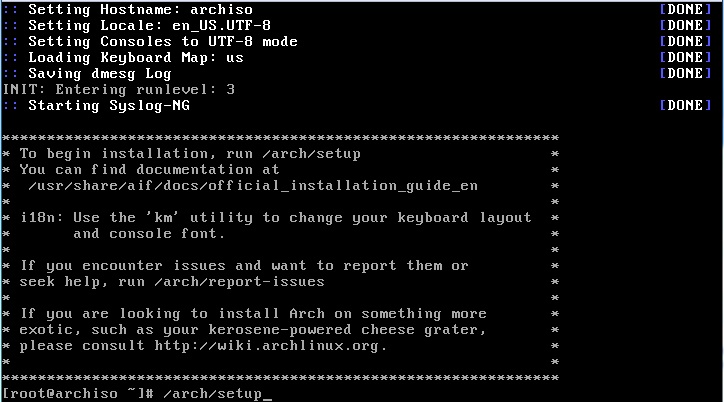 :: Setting Hostname: archiso [DONE]
:: Setting Locale: en_US.UTF-8 [DONE]
:: Setting Consoles to UTF-8 mode [DONE]
:: Loading Keyboard Map: us [DONE]
:: Saving dmesg Log [DONE]
INIT: Entering runlevel: 3
:: Starting Syslog-NG [DONE]
**************************************************************
* To begin installation, run /arch/setup *
* You can find documentation at *
* /usr/share/aif/docs/official_installation_guide_en *
* *
* i18n: Use the 'km' utility to change your keyboard layout *
* and console font. *
* *
* If you encounter issues and want to report them or *
* seek help, run /arch/report-issues *
* *
* If you are looking to install Arch on something more *
* exotic, such as your kerosene-powered cheese grater, *
* please consult http://wiki.archlinux.org. *
* *
**************************************************************
[root@archiso ~]# /arch/setup_